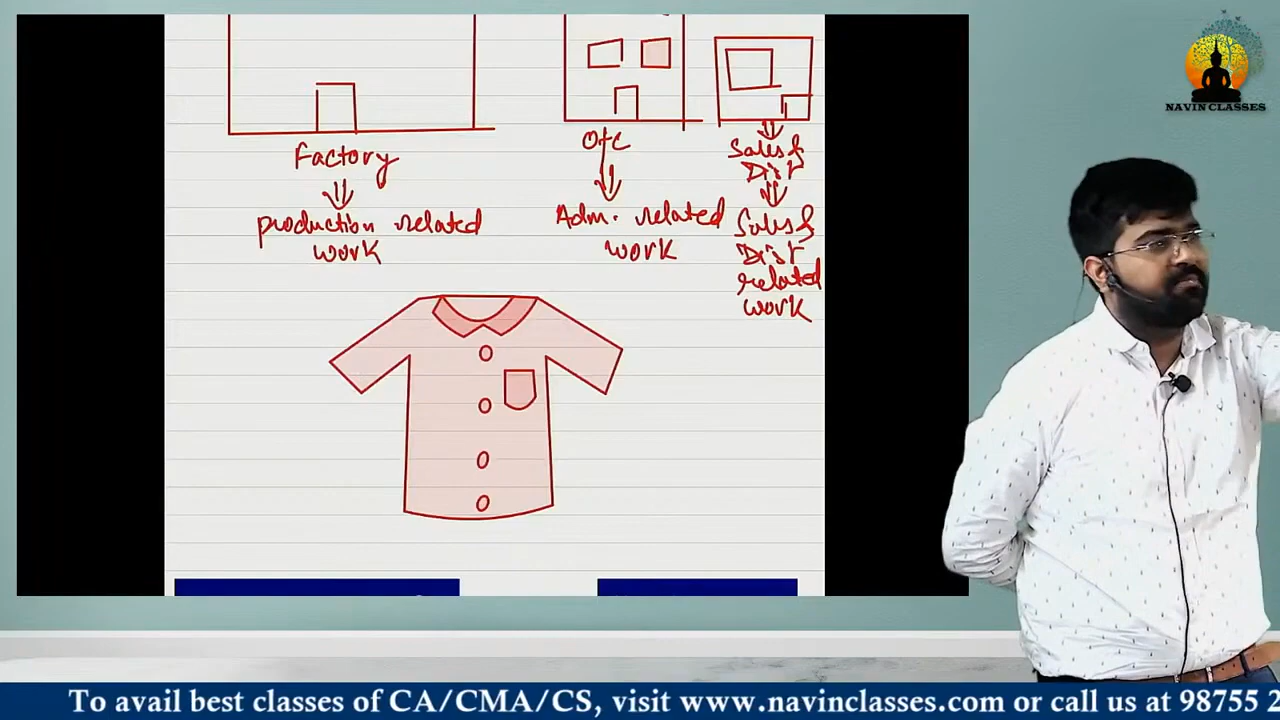 NAVIN CLASSES
Factory
production related
work
Ofc
Adm. related
work
Sales &
Dist
Sales &
Dist
related
work
To avail best classes of CA/CMA/CS, visit www.navinclasses.com or call us at 98755 2